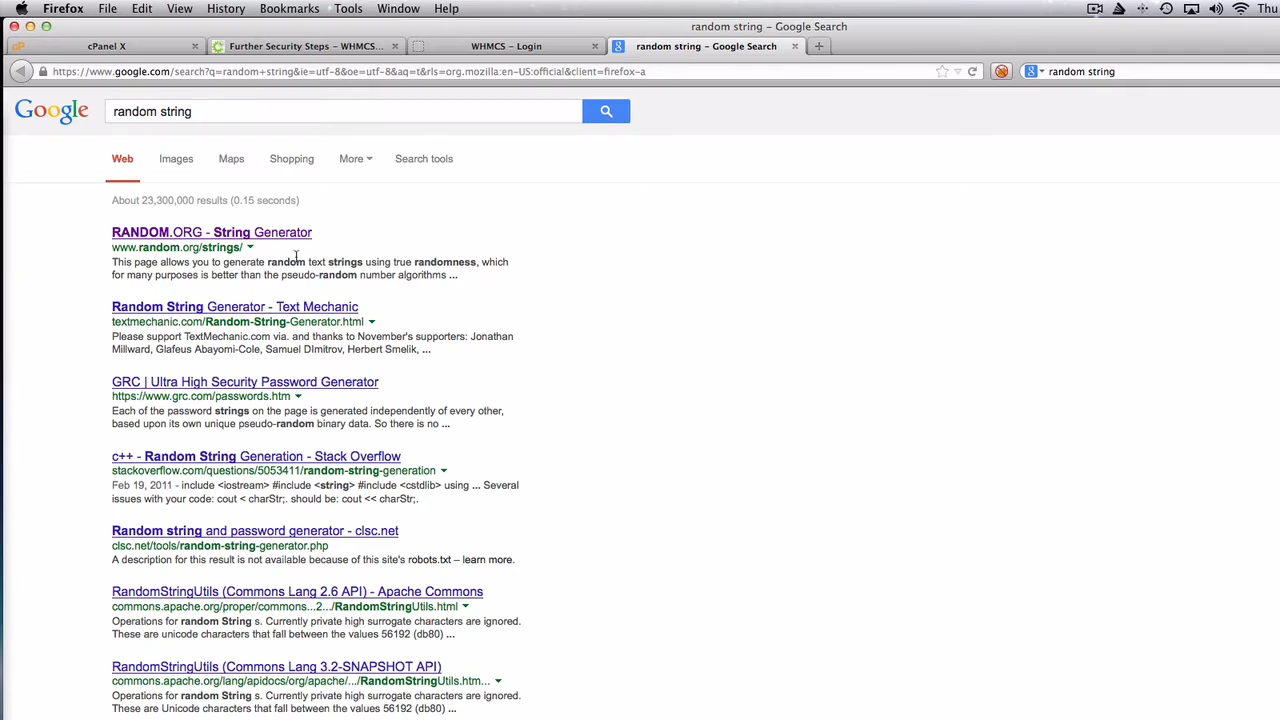 Firefox File Edit View History Bookmarks Tools Window Help Thu
random string - Google Search
cPanel X Further Security Steps - WHMCS... WHMCS - Login random string - Google Search
https://www.google.com/search?q=random+string&ie=utf-8&oe=utf-8&aq=t&rls=org.mozilla:en-US:official&client=firefox-a random string
Google random string
Web Images Maps Shopping More Search tools
About 23,300,000 results (0.15 seconds)
RANDOM.ORG - String Generator
www.random.org/strings/
This page allows you to generate random text strings using true randomness, which
for many purposes is better than the pseudo-random number algorithms ...
Random String Generator - Text Mechanic
textmechanic.com/Random-String-Generator.html
Please support TextMechanic.com via. and thanks to November's supporters: Jonathan
Millward, Glafeus Abayomi-Cole, Samuel DImitrov, Herbert Smelik, ...
GRC | Ultra High Security Password Generator
https://www.grc.com/passwords.htm
Each of the password strings on the page is generated independently of every other,
based upon its own unique pseudo-random binary data. So there is no ...
c++ - Random String Generation - Stack Overflow
stackoverflow.com/questions/5053411/random-string-generation
Feb 19, 2011 - include <iostream> #include <string> #include <cstdlib> using ... Several
issues with your code: cout < charStr;. should be: cout << charStr;.
Random string and password generator - clsc.net
clsc.net/tools/random-string-generator.php
A description for this result is not available because of this site's robots.txt – learn more.
RandomStringUtils (Commons Lang 2.6 API) - Apache Commons
commons.apache.org/proper/commons...2.../RandomStringUtils.html
Operations for random String s. Currently private high surrogate characters are ignored.
These are unicode characters that fall between the values 56192 (db80) ...
RandomStringUtils (Commons Lang 3.2-SNAPSHOT API)
commons.apache.org/lang/apidocs/org/apache/.../RandomStringUtils.htm...
Operations for random String s. Currently private high surrogate characters are ignored.
These are Unicode characters that fall between the values 56192 (db80) ...